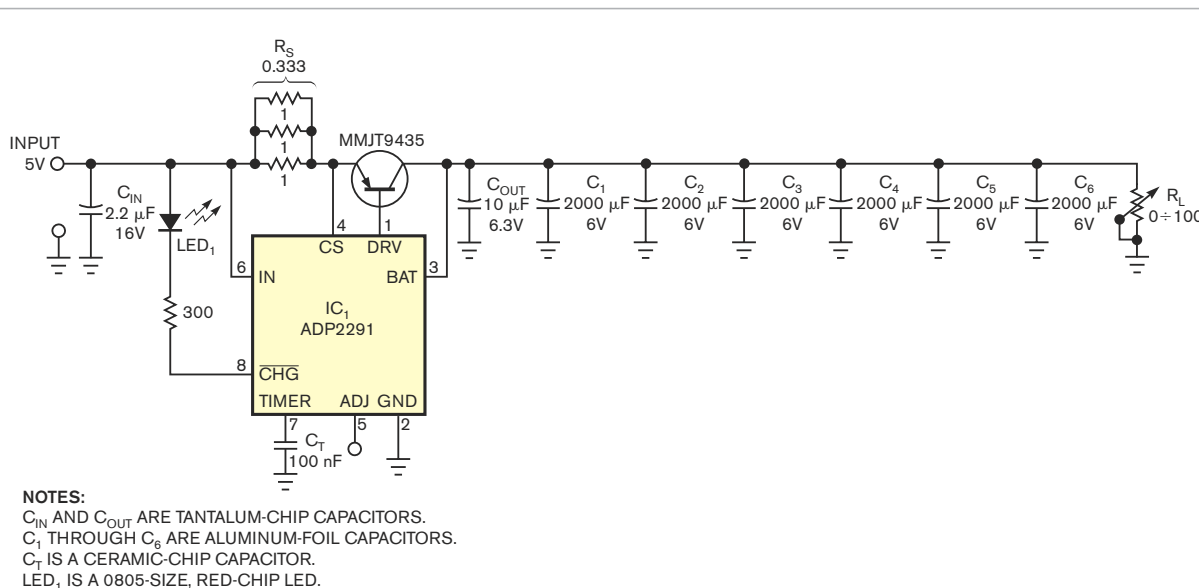 R_S
0.333
1
1
1
MMJT9435
INPUT
5V
C_IN
2.2 μF
16V
LED_1
300
4
1
CS
DRV
6
IN
3
BAT
IC_1
ADP2291
8
CHG
TIMER
ADJ
GND
7
5
2
C_T
100 nF
C_OUT
10 μF
6.3V
C_1
2000 μF
6V
C_2
2000 μF
6V
C_3
2000 μF
6V
C_4
2000 μF
6V
C_5
2000 μF
6V
C_6
2000 μF
6V
R_L
0÷100
NOTES:
C_IN AND C_OUT ARE TANTALUM-CHIP CAPACITORS.
C_1 THROUGH C_6 ARE ALUMINUM-FOIL CAPACITORS.
C_T IS A CERAMIC-CHIP CAPACITOR.
LED_1 IS A 0805-SIZE, RED-CHIP LED.